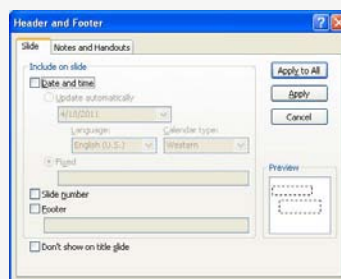 Header and Footer
Slide
Notes and Handouts
Include on slide
Date and time
Update automatically
4/10/2011
Language:
Calendar type:
English (U.S.)
Western
Fixed
Slide number
Footer
Don't show on title slide
Apply to All
Apply
Cancel
Preview